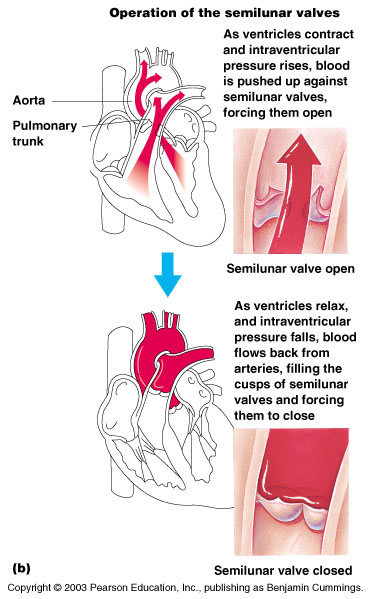 Operation of the semilunar valves
As ventricles contract
and intraventricular
pressure rises, blood
is pushed up against
semilunar valves,
forcing them open
Aorta
Pulmonary
trunk
Semilunar valve open
As ventricles relax,
and intraventricular
pressure falls, blood
flows back from
arteries, filling the
cusps of semilunar
valves and forcing
them to close
(b)
Semilunar valve closed
Copyright © 2003 Pearson Education, Inc., publishing as Benjamin Cummings.